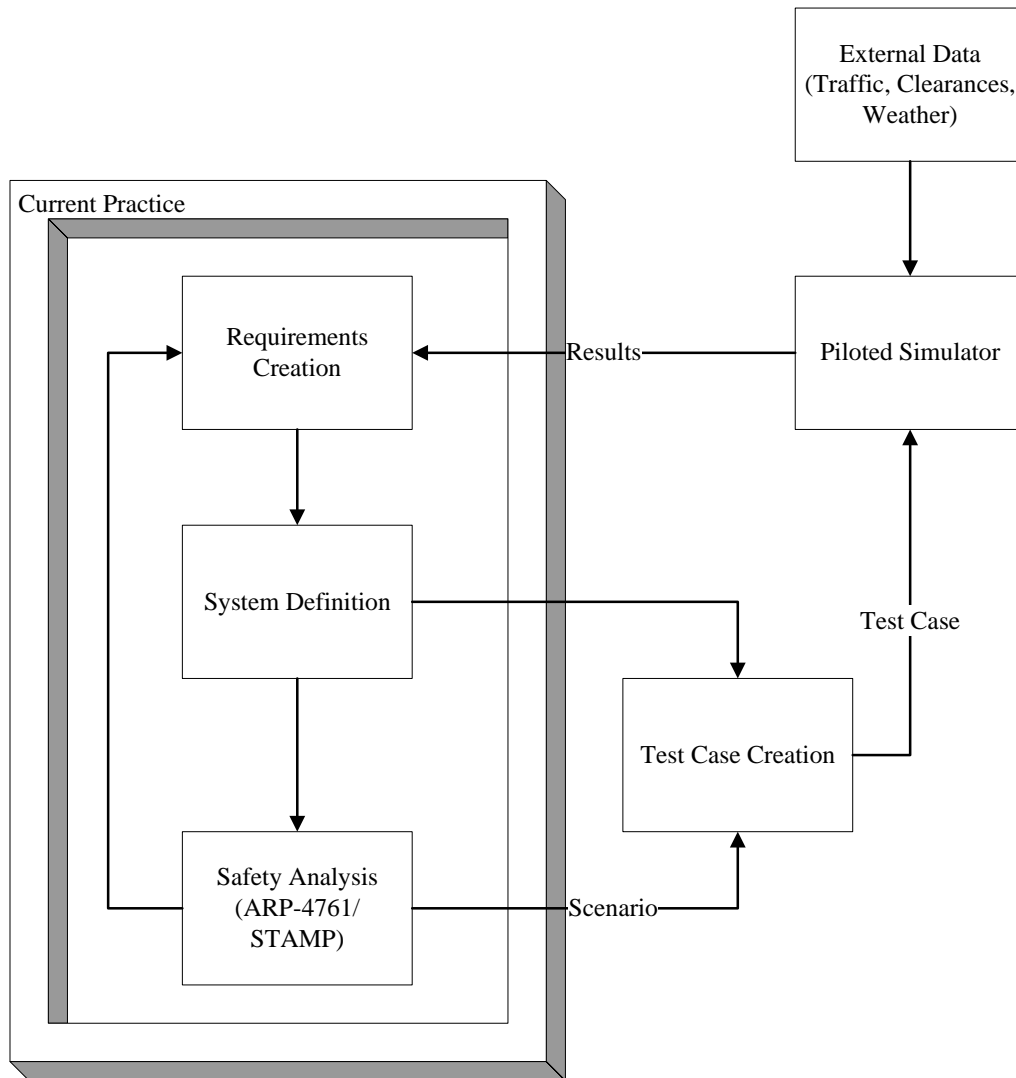 External Data
(Traffic, Clearances,
Weather)
Current Practice
Requirements
Creation
Results
Piloted Simulator
System Definition
Test Case
Test Case Creation
Safety Analysis
(ARP-4761/
STAMP)
Scenario